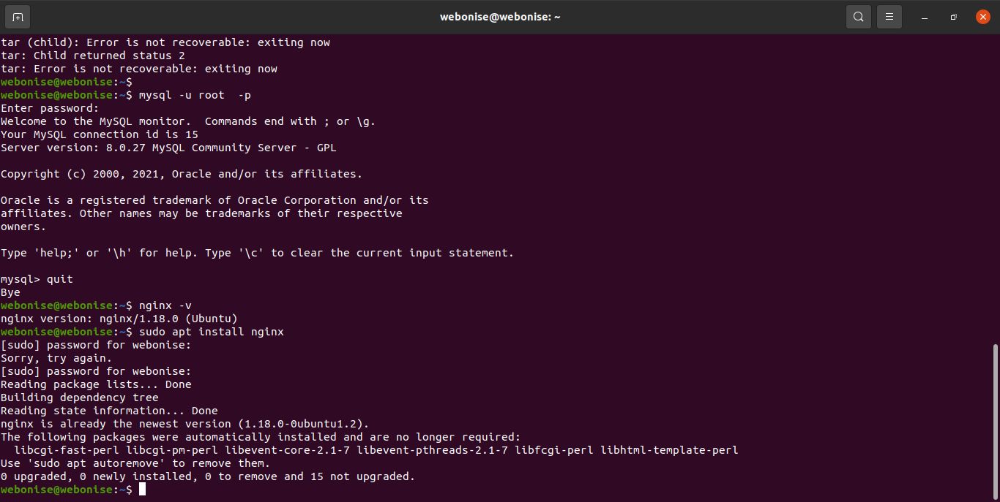 webonise@webonise: ~
tar (child): Error is not recoverable: exiting now
tar: Child returned status 2
tar: Error is not recoverable: exiting now
webonise@webonise:~$
webonise@webonise:~$ mysql -u root  -p
Enter password:
Welcome to the MySQL monitor.  Commands end with ; or \g.
Your MySQL connection id is 15
Server version: 8.0.27 MySQL Community Server - GPL
Copyright (c) 2000, 2021, Oracle and/or its affiliates.
Oracle is a registered trademark of Oracle Corporation and/or its
affiliates. Other names may be trademarks of their respective
owners.
Type 'help;' or '\h' for help. Type '\c' to clear the current input statement.
mysql> quit
Bye
webonise@webonise:~$ nginx -v
nginx version: nginx/1.18.0 (Ubuntu)
webonise@webonise:~$ sudo apt install nginx
[sudo] password for webonise:
Sorry, try again.
[sudo] password for webonise:
Reading package lists... Done
Building dependency tree
Reading state information... Done
nginx is already the newest version (1.18.0-0ubuntu1.2).
The following packages were automatically installed and are no longer required:
  libcgi-fast-perl libcgi-pm-perl libevent-core-2.1-7 libevent-pthreads-2.1-7 libfcgi-perl libhtml-template-perl
Use 'sudo apt autoremove' to remove them.
0 upgraded, 0 newly installed, 0 to remove and 15 not upgraded.
webonise@webonise:~$